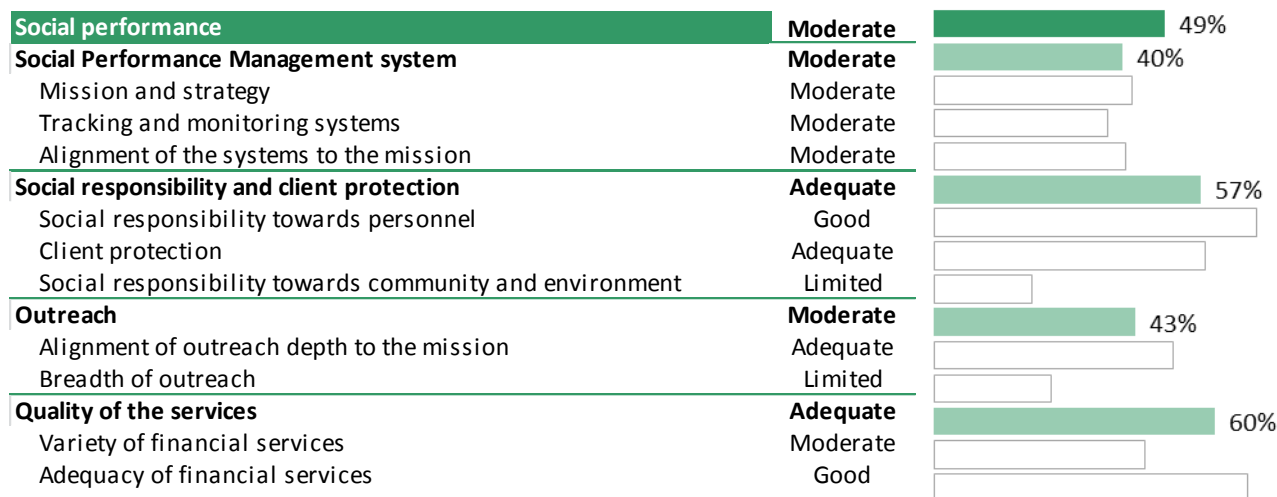 Social performance Moderate 49%
Social Performance Management system Moderate 40%
Mission and strategy Moderate
Tracking and monitoring systems Moderate
Alignment of the systems to the mission Moderate
Social responsibility and client protection Adequate 57%
Social responsibility towards personnel Good
Client protection Adequate
Social responsibility towards community and environment Limited
Outreach Moderate 43%
Alignment of outreach depth to the mission Adequate
Breadth of outreach Limited
Quality of the services Adequate 60%
Variety of financial services Moderate
Adequacy of financial services Good